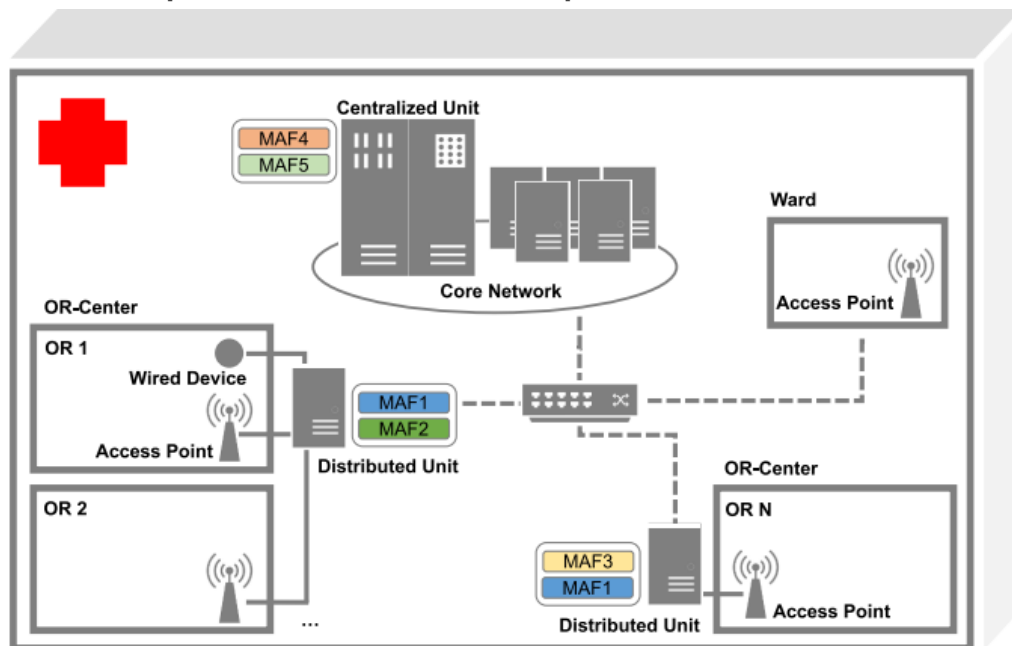 Centralized Unit
MAF4
MAF5
Core Network
Ward
Access Point
OR-Center
OR 1
Wired Device
Access Point
MAF1
MAF2
Distributed Unit
OR 2
...
OR-Center
OR N
MAF3
MAF1
Access Point
Distributed Unit